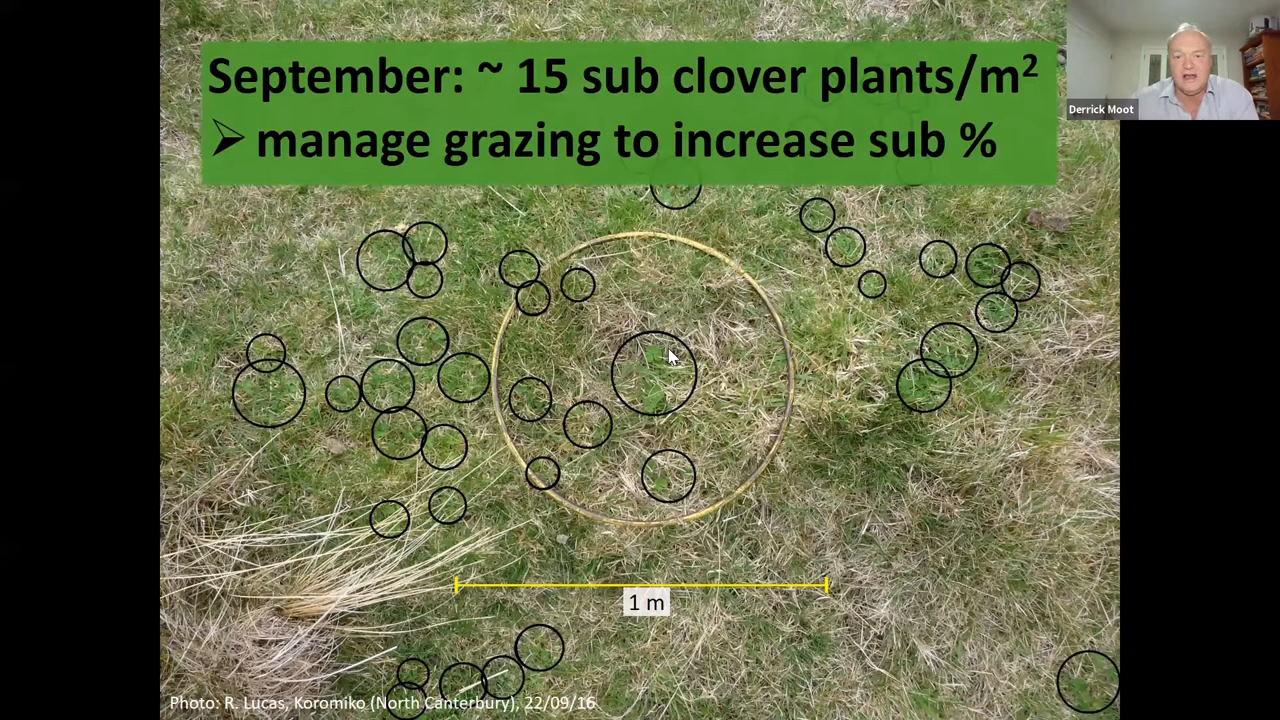 September: ~ 15 sub clover plants/m²
➢ manage grazing to increase sub %
Derrick Moot
1 m
Photo: R. Lucas, Koromiko (North Canterbury), 22/09/16